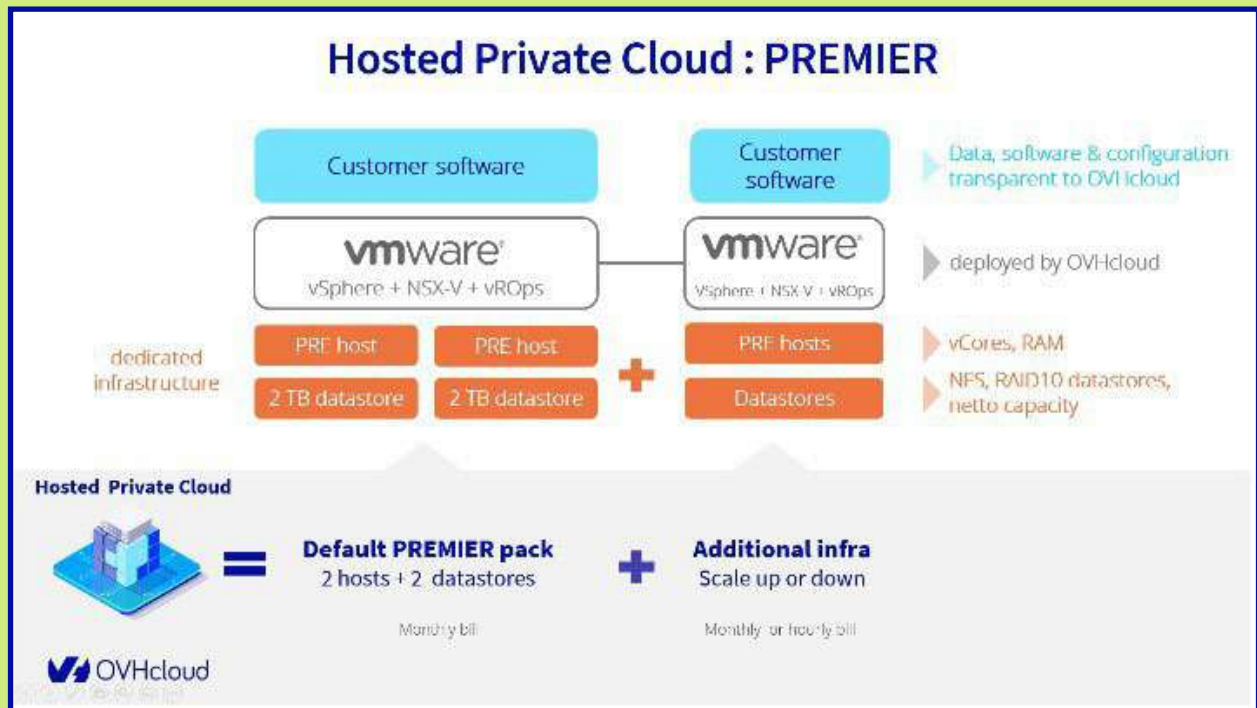 Hosted Private Cloud : PREMIER
Customer software
Customer
software
Data, software & configuration
transparent to OVHcloud
vmware®
vSphere + NSX-V + vROps
vmware®
vSphere + NSX-V + vROps
deployed by OVHcloud
dedicated
infrastructure
PRE host
PRE host
PRE hosts
vCores, RAM
2 TB datastore
2 TB datastore
Datastores
NFS, RAID10 datastores,
netto capacity
Hosted Private Cloud
Default PREMIER pack
2 hosts + 2 datastores
Monthly bill
Additional infra
Scale up or down
Monthly or hourly bill
OVHcloud